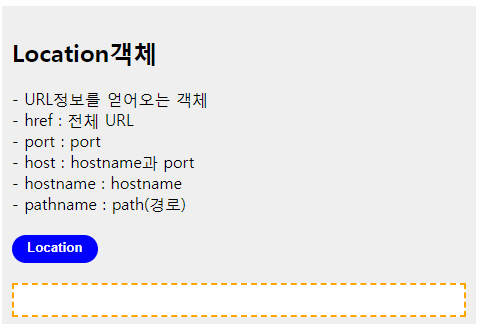 Location객체
- URL정보를 얻어오는 객체
- href : 전체 URL
- port : port
- host : hostname과 port
- hostname : hostname
- pathname : path(경로)
Location